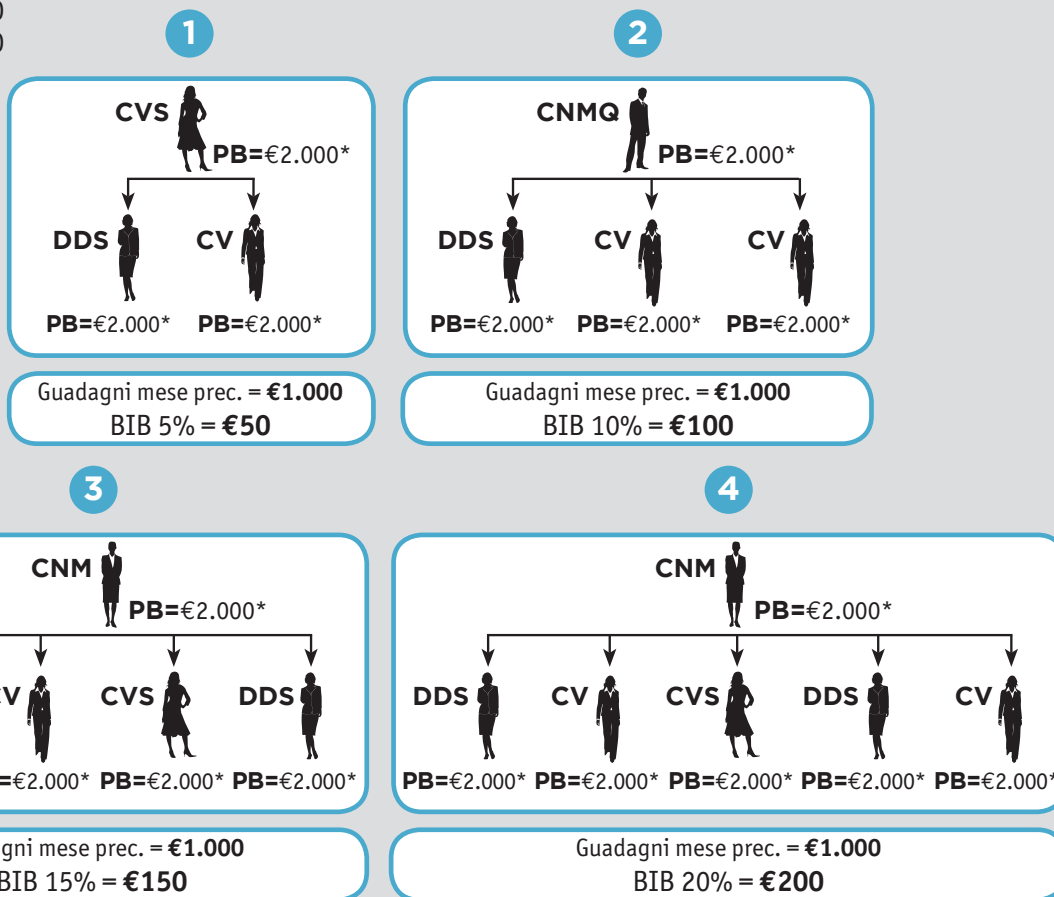 1
CVS
PB=€2.000*
DDS CV
PB=€2.000* PB=€2.000*
Guadagni mese prec. = €1.000
BIB 5% = €50
2
CNMQ
PB=€2.000*
DDS CV CV
PB=€2.000* PB=€2.000* PB=€2.000*
Guadagni mese prec. = €1.000
BIB 10% = €100
3
CNM
PB=€2.000*
V CVS DDS
=€2.000* PB=€2.000* PB=€2.000*
gni mese prec. = €1.000
BIB 15% = €150
4
CNM
PB=€2.000*
DDS CV CVS DDS CV
PB=€2.000* PB=€2.000* PB=€2.000* PB=€2.000* PB=€2.000*
Guadagni mese prec. = €1.000
BIB 20% = €200